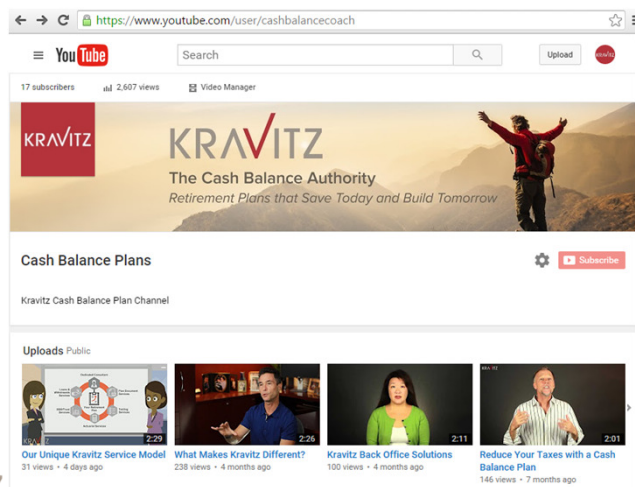 https://www.youtube.com/user/cashbalancecoach
YouTube
Search
Upload
17 subscribers
2,607 views
Video Manager
KRAVITZ
KRAVITZ
The Cash Balance Authority
Retirement Plans that Save Today and Build Tomorrow
Cash Balance Plans
Subscribe
Kravitz Cash Balance Plan Channel
Uploads Public
2:29
2:26
2:11
2:01
Our Unique Kravitz Service Model
31 views • 4 days ago
What Makes Kravitz Different?
238 views • 4 months ago
Kravitz Back Office Solutions
100 views • 4 months ago
Reduce Your Taxes with a Cash
Balance Plan
146 views • 7 months ago